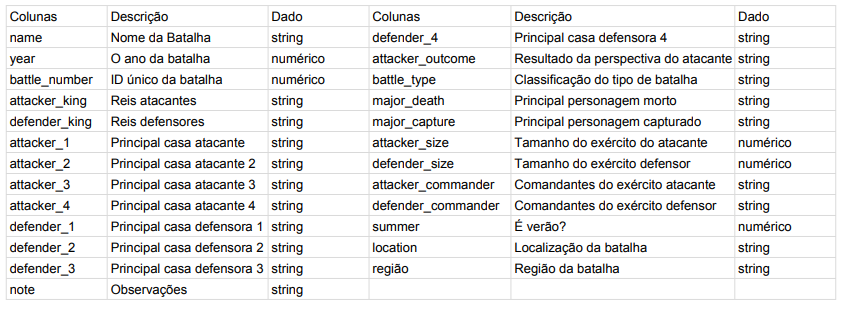 Colunas Descrição Dado Colunas Descrição Dado
name Nome da Batalha string defender_4 Principal casa defensora 4 string
year O ano da batalha numérico attacker_outcome Resultado da perspectiva do atacante string
battle_number ID único da batalha numérico battle_type Classificação do tipo de batalha string
attacker_king Reis atacantes string major_death Principal personagem morto string
defender_king Reis defensores string major_capture Principal personagem capturado string
attacker_1 Principal casa atacante string attacker_size Tamanho do exército do atacante numérico
attacker_2 Principal casa atacante 2 string defender_size Tamanho do exército defensor numérico
attacker_3 Principal casa atacante 3 string attacker_commander Comandantes do exército atacante string
attacker_4 Principal casa atacante 4 string defender_commander Comandantes do exército defensor string
defender_1 Principal casa defensora 1 string summer É verão? numérico
defender_2 Principal casa defensora 2 string location Localização da batalha string
defender_3 Principal casa defensora 3 string região Região da batalha string
note Observações string